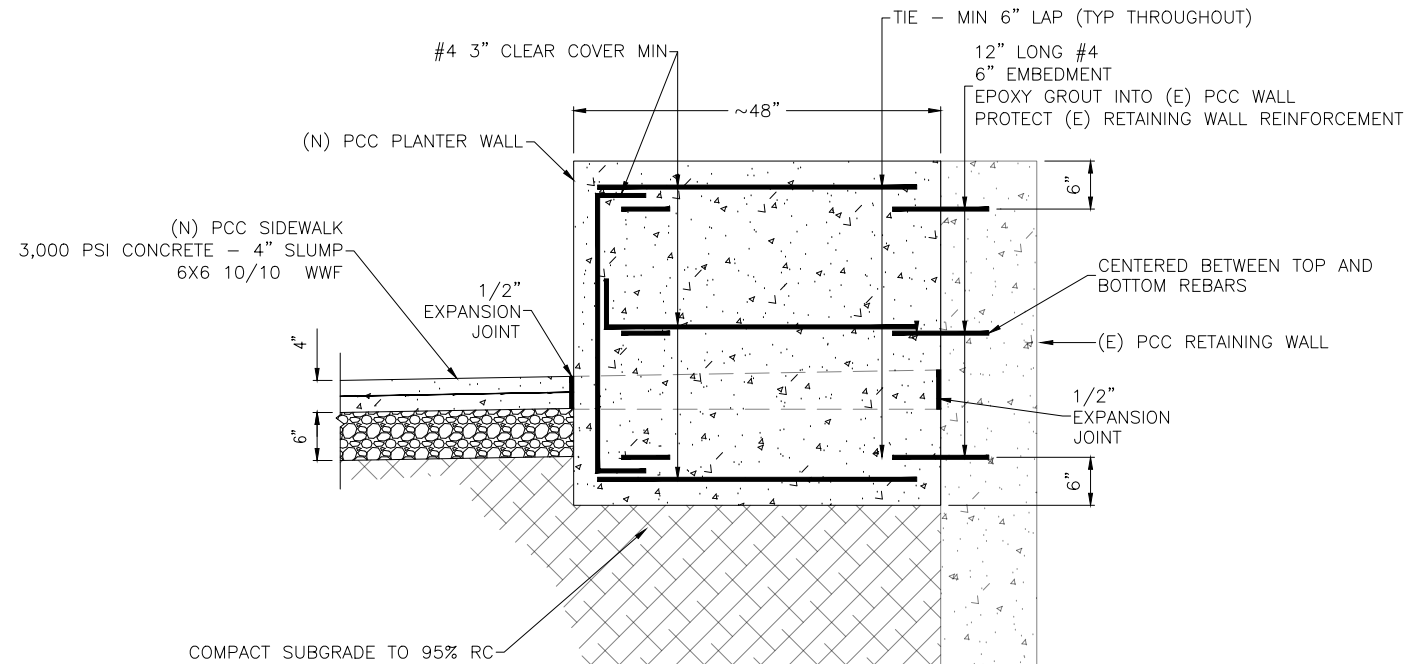 TIE – MIN 6” LAP (TYP THROUGHOUT)
#4 3” CLEAR COVER MIN
12” LONG #4
6” EMBEDMENT
EPOXY GROUT INTO (E) PCC WALL
PROTECT (E) RETAINING WALL REINFORCEMENT
~48”
(N) PCC PLANTER WALL
6”
(N) PCC SIDEWALK
3,000 PSI CONCRETE – 4” SLUMP
6X6 10/10 WWF
CENTERED BETWEEN TOP AND
BOTTOM REBARS
1/2”
EXPANSION
JOINT
(E) PCC RETAINING WALL
4”
1/2”
EXPANSION
JOINT
6”
6”
COMPACT SUBGRADE TO 95% RC